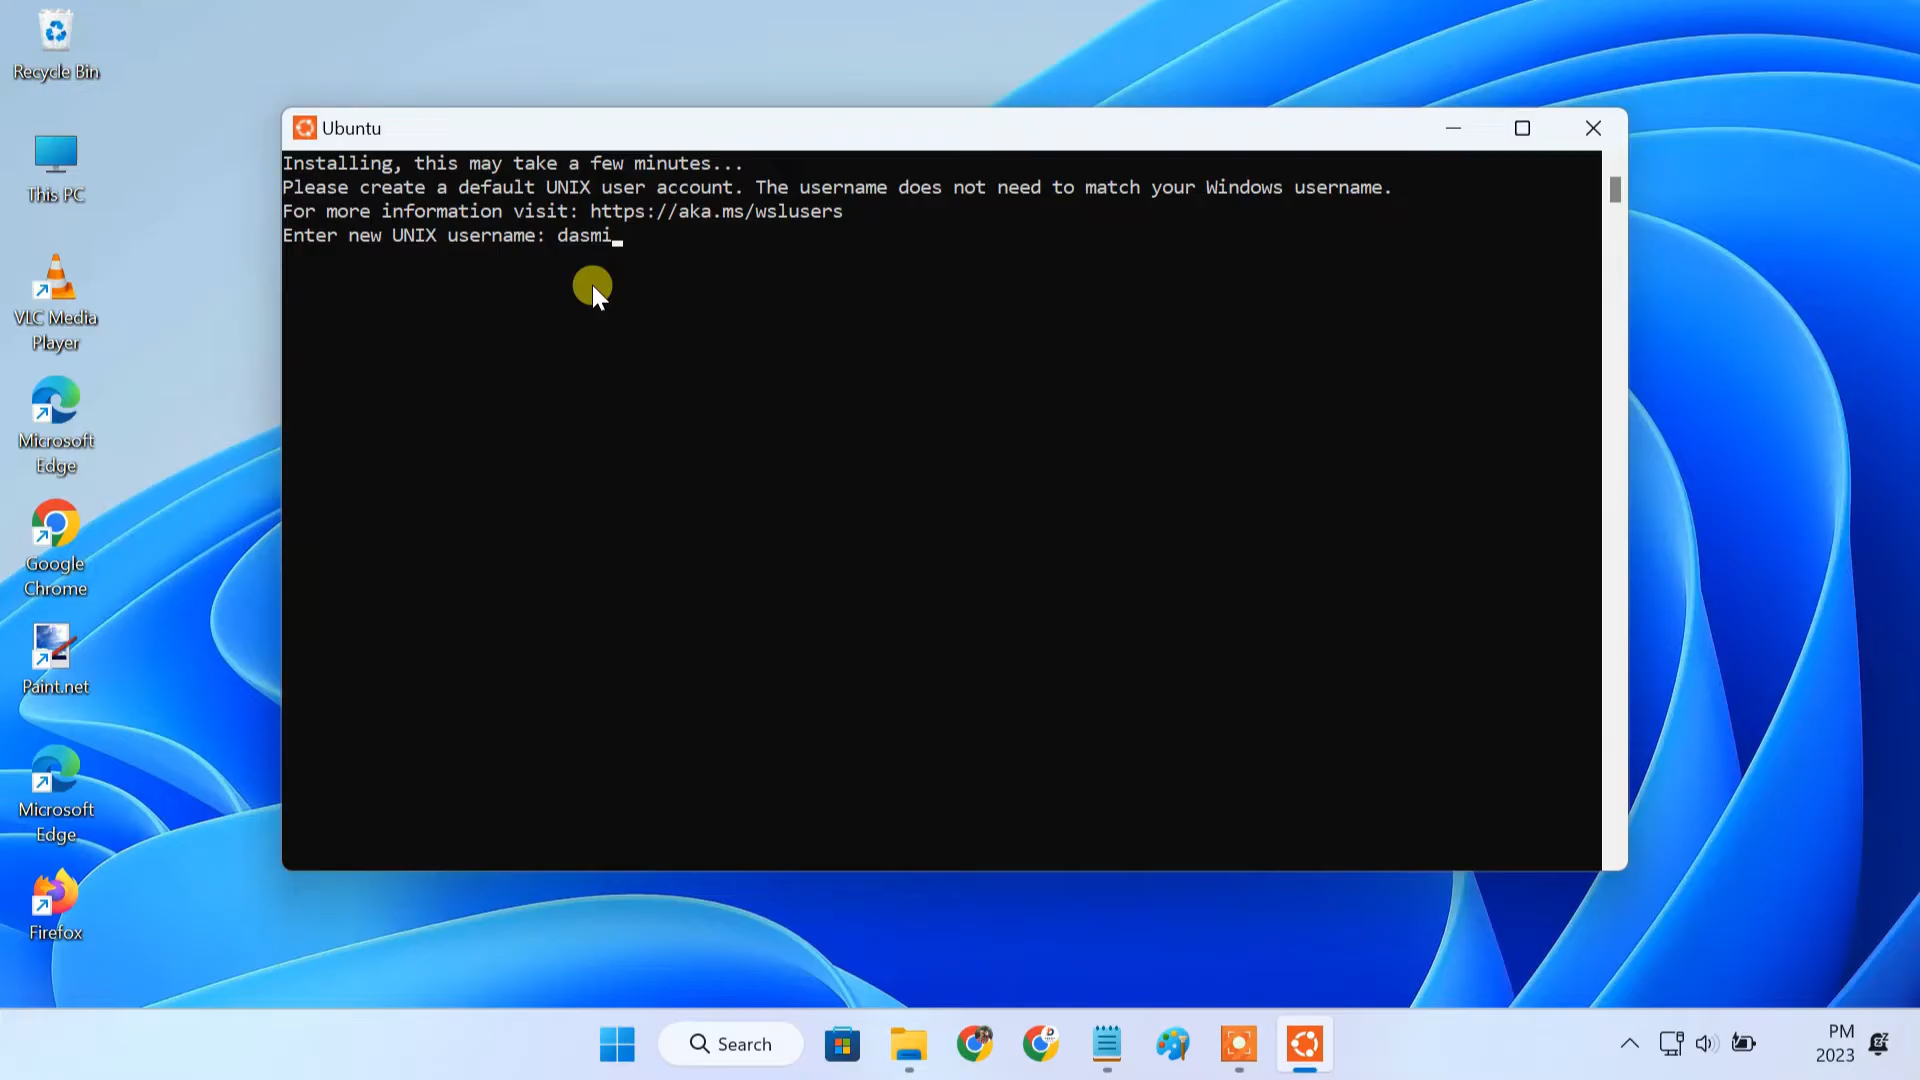 Recycle Bin
This PC
VLC Media
Player
Microsoft
Edge
Google
Chrome
Paint.net
Microsoft
Edge
Firefox
Ubuntu
Installing, this may take a few minutes...
Please create a default UNIX user account. The username does not need to match your Windows username.
For more information visit: https://aka.ms/wslusers
Enter new UNIX username: dasmi
Search
D
PM
2023